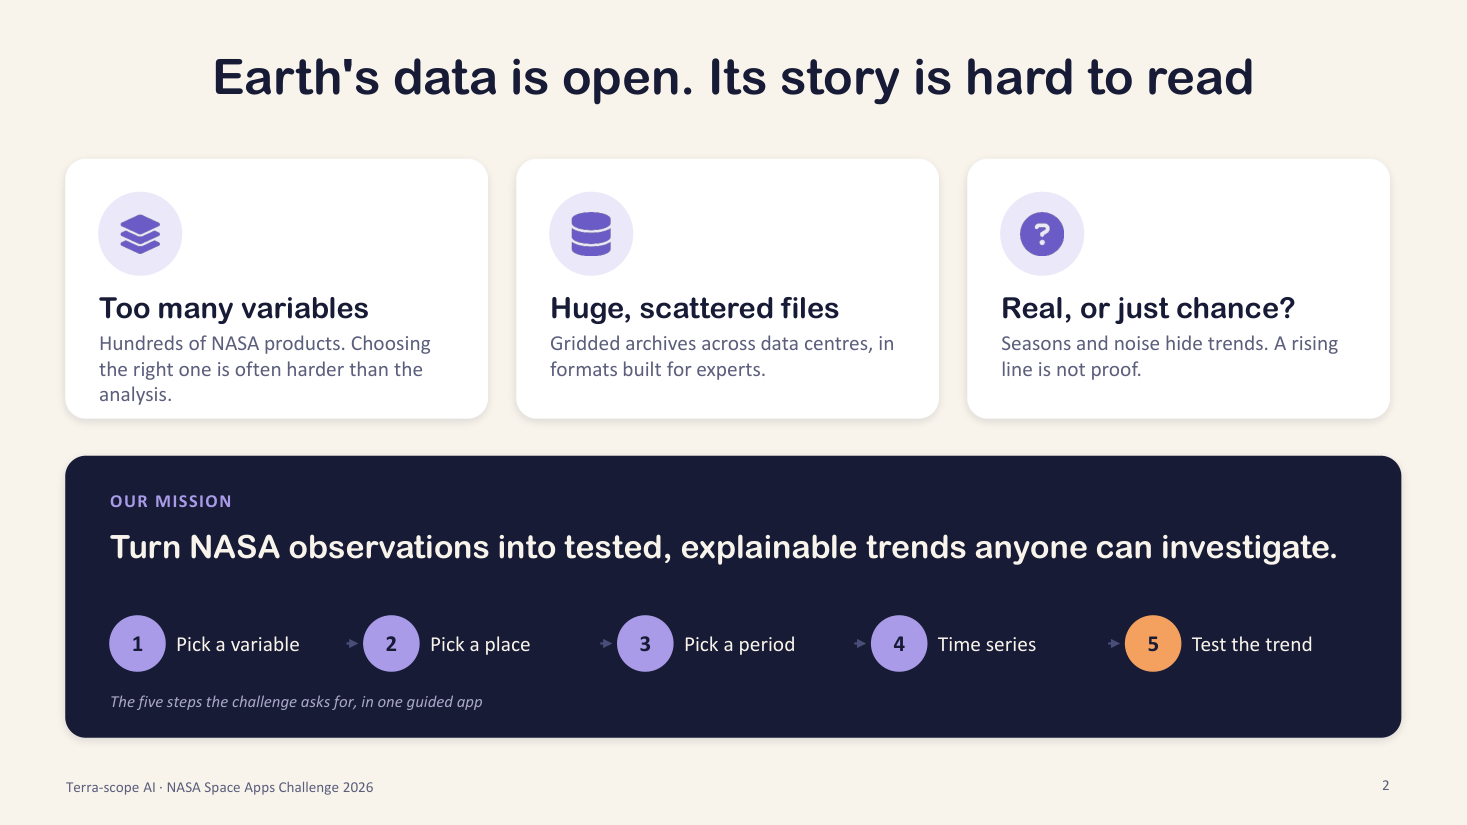 Earth's data is open. Its story is hard to read
?
Too many variables
Hundreds of NASA products. Choosing
the right one is often harder than the
analysis.
Huge, scattered files
Gridded archives across data centres, in
formats built for experts.
Real, or just chance?
Seasons and noise hide trends. A rising
line is not proof.
OUR MISSION
Turn NASA observations into tested, explainable trends anyone can investigate.
1 Pick a variable
2 Pick a place
3 Pick a period
4 Time series
5 Test the trend
The five steps the challenge asks for, in one guided app
Terra-scope AI · NASA Space Apps Challenge 2026
2